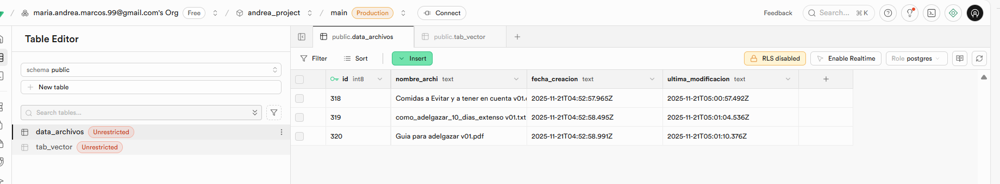 maria.andrea.marcos.99@gmail.com's Org Free / andrea_project / main Production Connect Feedback Search... ⌘ K
Table Editor
public.data_archivos public.tab_vector
Filter Sort Insert RLS disabled Enable Realtime Role postgres
schema public
New table
Search tables...
data_archivos Unrestricted
tab_vector Unrestricted
id int8 nombre_archi text fecha_creacion text ultima_modificacion text
318 Comidas a Evitar y a tener en cuenta v01. 2025-11-21T04:52:57.965Z 2025-11-21T05:00:57.492Z
319 como_adelgazar_10_dias_extenso v01.txt 2025-11-21T04:52:58.495Z 2025-11-21T05:01:04.536Z
320 Guia para adelgazar v01.pdf 2025-11-21T04:52:58.991Z 2025-11-21T05:01:10.376Z